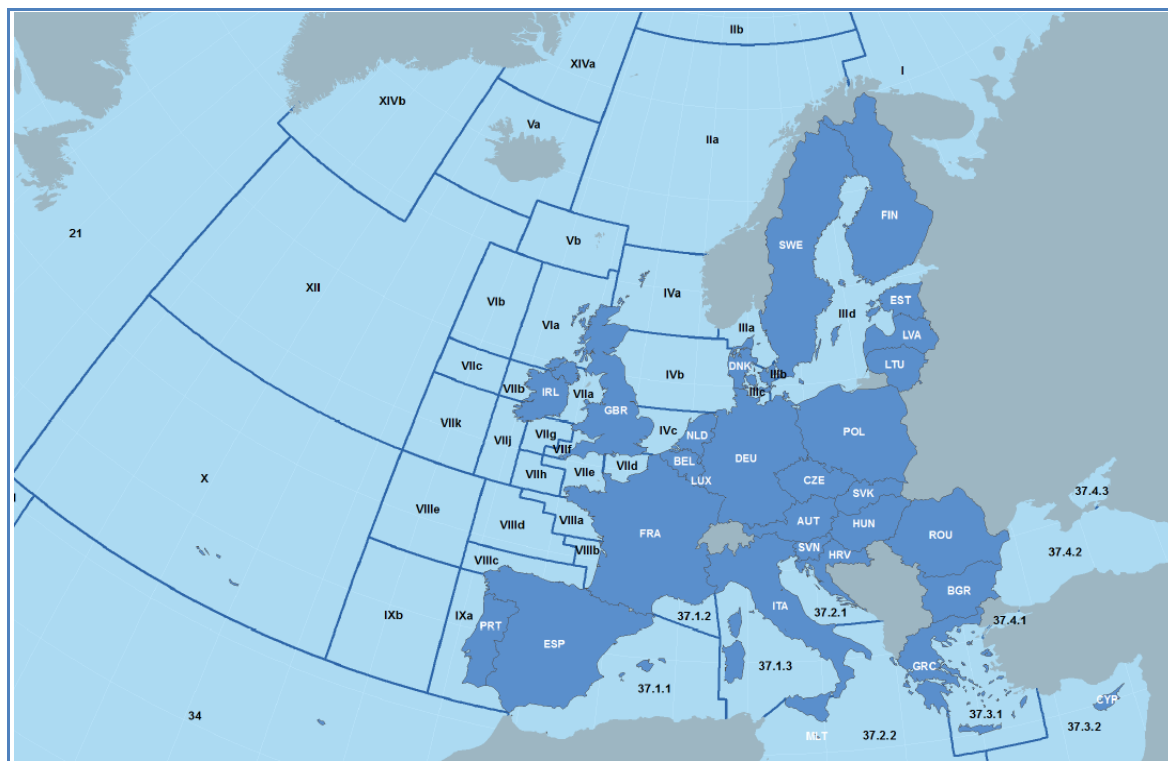 IIb
XIVa
I
XIVb
Va
IIa
FIN
21
Vb
SWE
XII
VIb
IVa
EST
VIa
IIIa
IIId
LVA
VIIc
VIIb
IRL
VIIa
IVb
DNK
IIIb
IIIc
LTU
GBR
VIIk
VIIj
VIIg
VIIf
IVc
NLD
POL
VIIh
VIIe
VIId
BEL
DEU
X
LUX
CZE
SVK
37.4.3
VIIIe
VIIId
VIIIa
AUT
HUN
FRA
ROU
VIIIb
SVN
HRV
37.4.2
VIIIc
BGR
IXb
IXa
37.1.2
ITA
37.2.1
PRT
37.4.1
ESP
37.1.3
GRC
37.1.1
CYP
34
37.3.1
37.3.2
MLT
37.2.2